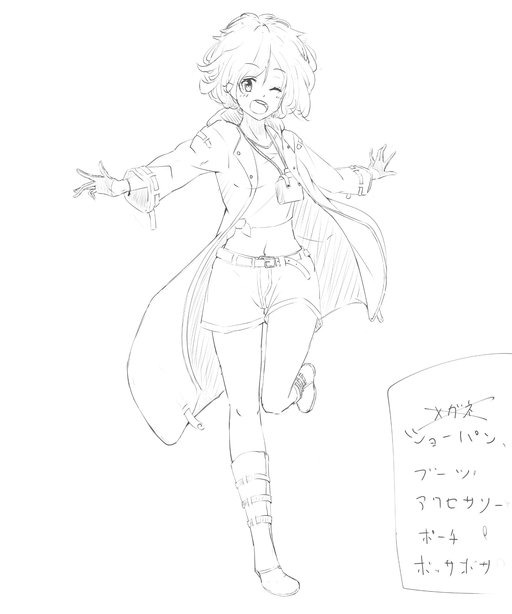 メガネ
ショーパン、
ブーツ
アクセサリー
ポーチ
ボッサボサ